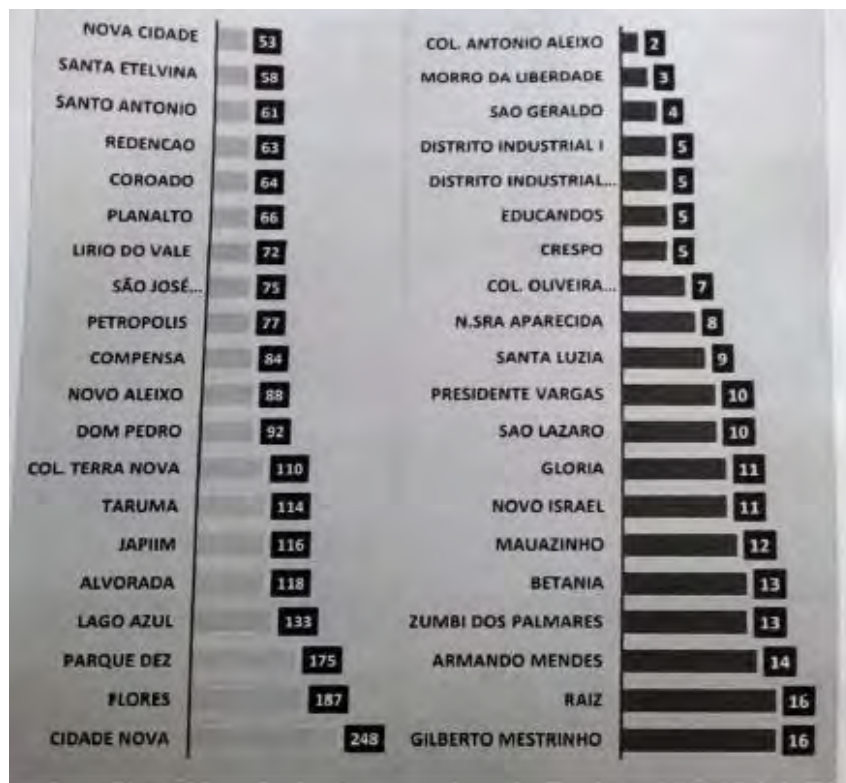 NOVA CIDADE 53
SANTA ETELVINA 58
SANTO ANTONIO 61
REDENCAO 63
COROADO 64
PLANALTO 66
LIRIO DO VALE 72
SÃO JOSÉ... 75
PETROPOLIS 77
COMPENSA 84
NOVO ALEIXO 88
DOM PEDRO 92
COL. TERRA NOVA 110
TARUMA 114
JAPIIM 116
ALVORADA 118
LAGO AZUL 133
PARQUE DEZ 175
FLORES 187
CIDADE NOVA 248
COL. ANTONIO ALEIXO 2
MORRO DA LIBERDADE 3
SAO GERALDO 4
DISTRITO INDUSTRIAL I 5
DISTRITO INDUSTRIAL... 5
EDUCANDOS 5
CRESPO 5
COL. OLIVEIRA... 7
N.SRA APARECIDA 8
SANTA LUZIA 9
PRESIDENTE VARGAS 10
SAO LAZARO 10
GLORIA 11
NOVO ISRAEL 11
MAUAZINHO 12
BETANIA 13
ZUMBI DOS PALMARES 13
ARMANDO MENDES 14
RAIZ 16
GILBERTO MESTRINHO 16